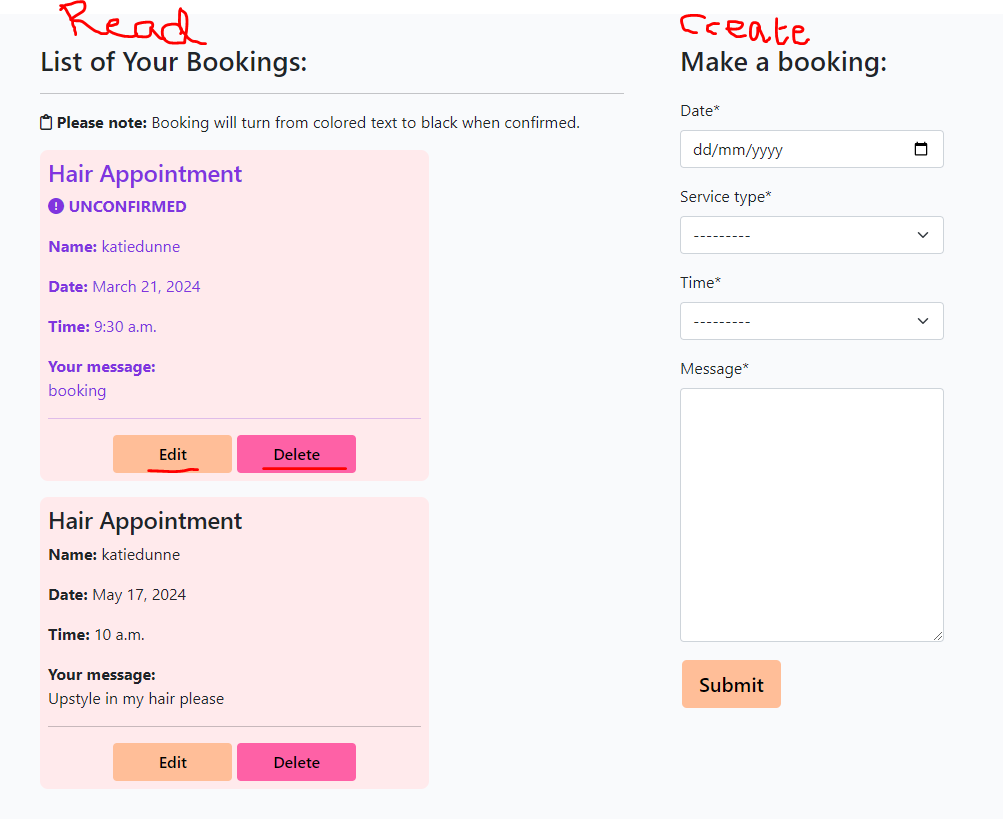 Read
List of Your Bookings:
Please note: Booking will turn from colored text to black when confirmed.
Hair Appointment
UNCONFIRMED
Name: katiedunne
Date: March 21, 2024
Time: 9:30 a.m.
Your message:
booking
Edit Delete
Hair Appointment
Name: katiedunne
Date: May 17, 2024
Time: 10 a.m.
Your message:
Upstyle in my hair please
Edit Delete
Create
Make a booking:
Date*
dd/mm/yyyy
Service type*
---------
Time*
---------
Message*
Submit